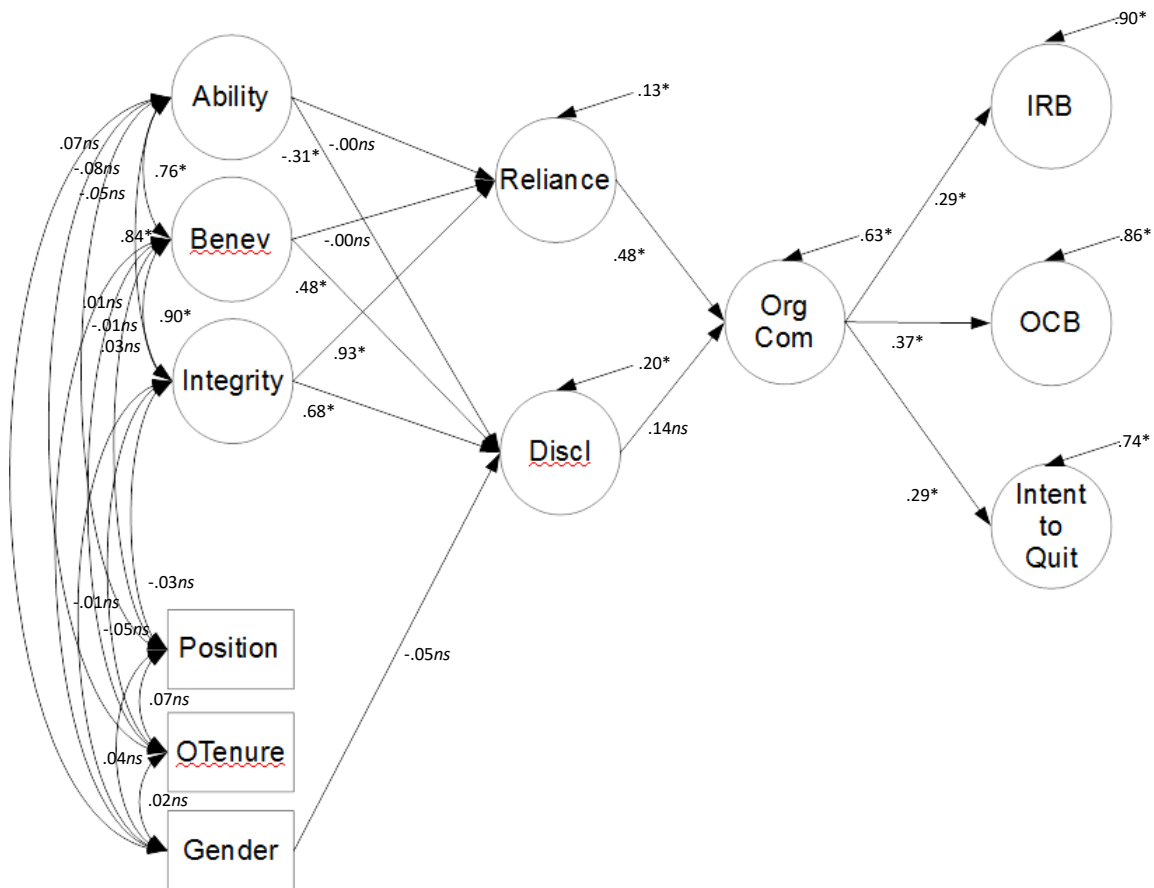 .90*
Ability
.13*
IRB
.07ns
-.08ns
-.05ns
.76*
-.31*
-.00ns
Reliance
.29*
.84*
Benev
-.00ns
.48*
.48*
.63*
.86*
Org
Com
OCB
.37*
.01ns
-.01ns
.03ns
.90*
.93*
Integrity
.68*
.20*
.14ns
Discl
.74*
.29*
Intent
to
Quit
-.03ns
-.01ns
-.05ns
Position
-.05ns
.07ns
OTenure
.04ns
.02ns
Gender